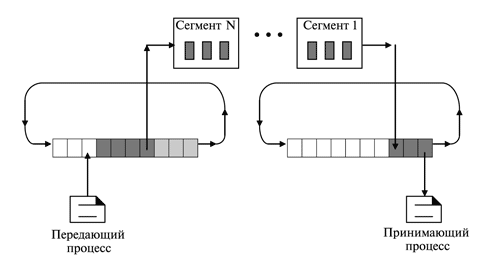 Сегмент N
Сегмент 1
Передающий
процесс
Принимающий
процесс